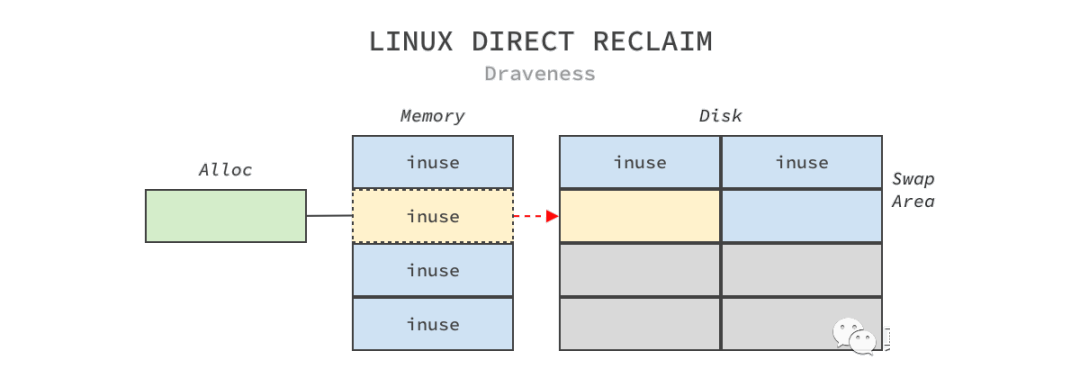 LINUX DIRECT RECLAIM
Draveness
Memory
Disk
Alloc
inuse
inuse
inuse
inuse
inuse
inuse
Swap
Area